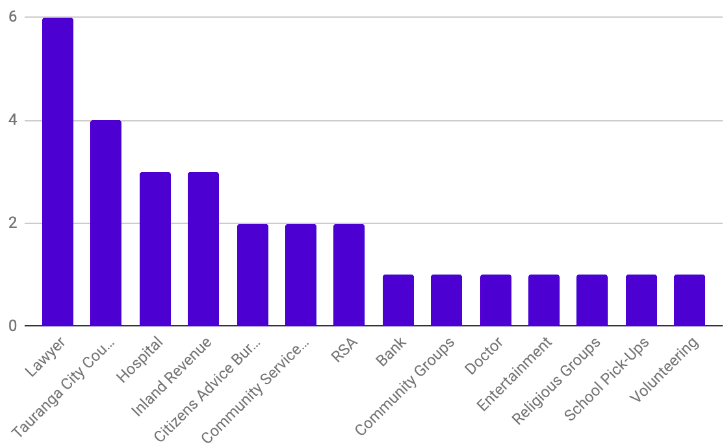 6
4
2
0
Lawyer
Tauranga City Cou...
Hospital
Inland Revenue
Citizens Advice Bur...
Community Service...
RSA
Bank
Community Groups
Doctor
Entertainment
Religious Groups
School Pick-Ups
Volunteering